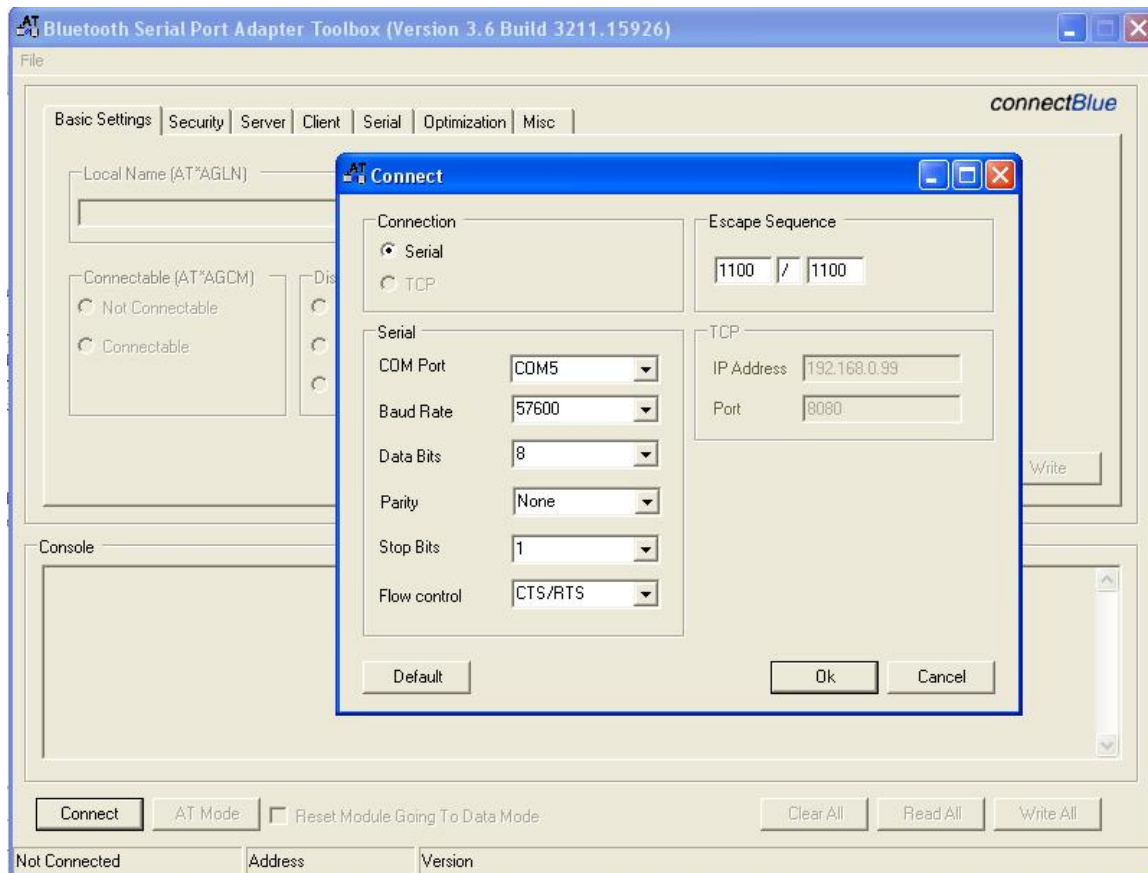 Bluetooth Serial Port Adapter Toolbox (Version 3.6 Build 3211.15926)
File
connectBlue
Basic Settings
Security
Server
Client
Serial
Optimization
Misc
Local Name (AT*AGLN)
Connectable (AT*AGCM)
Not Connectable
Connectable
Dis
Write
AT Connect
Connection
Serial
TCP
Escape Sequence
1100 / 1100
Serial
COM Port COM5
Baud Rate 57600
Data Bits 8
Parity None
Stop Bits 1
Flow control CTS/RTS
TCP
IP Address 192.168.0.99
Port 8080
Default
Ok
Cancel
Console
Connect
AT Mode
Reset Module Going To Data Mode
Clear All
Read All
Write All
Not Connected
Address
Version